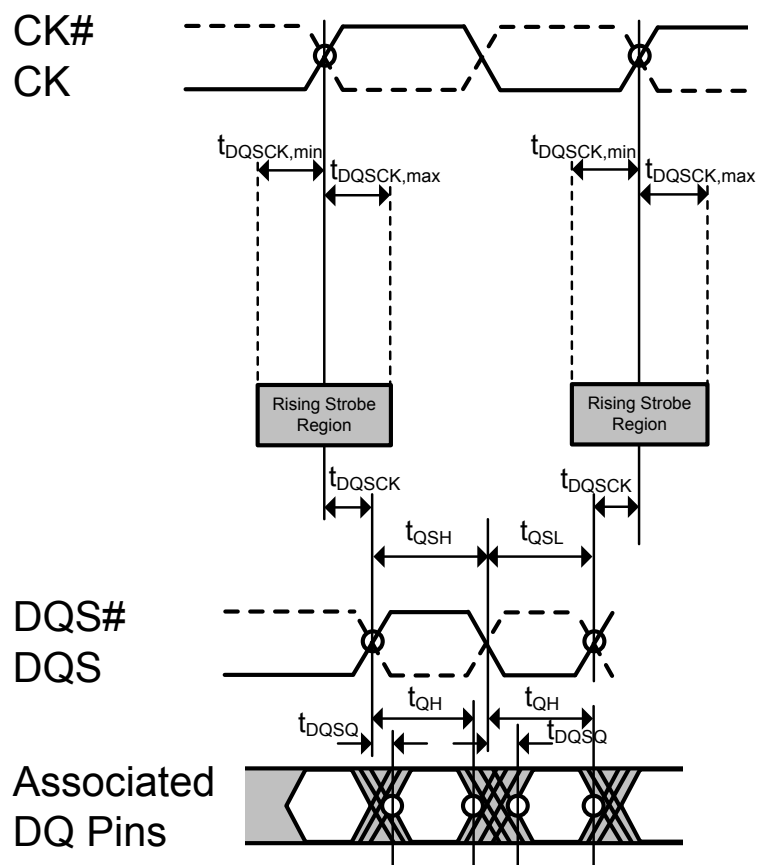 CK#
CK
tDQSCK,min
tDQSCK,max
tDQSCK,min
tDQSCK,max
Rising Strobe
Region
Rising Strobe
Region
tDQSCK
tDQSCK
tQSH
tQSL
DQS#
DQS
tQH
tQH
tDQSQ
tDQSQ
Associated
DQ Pins